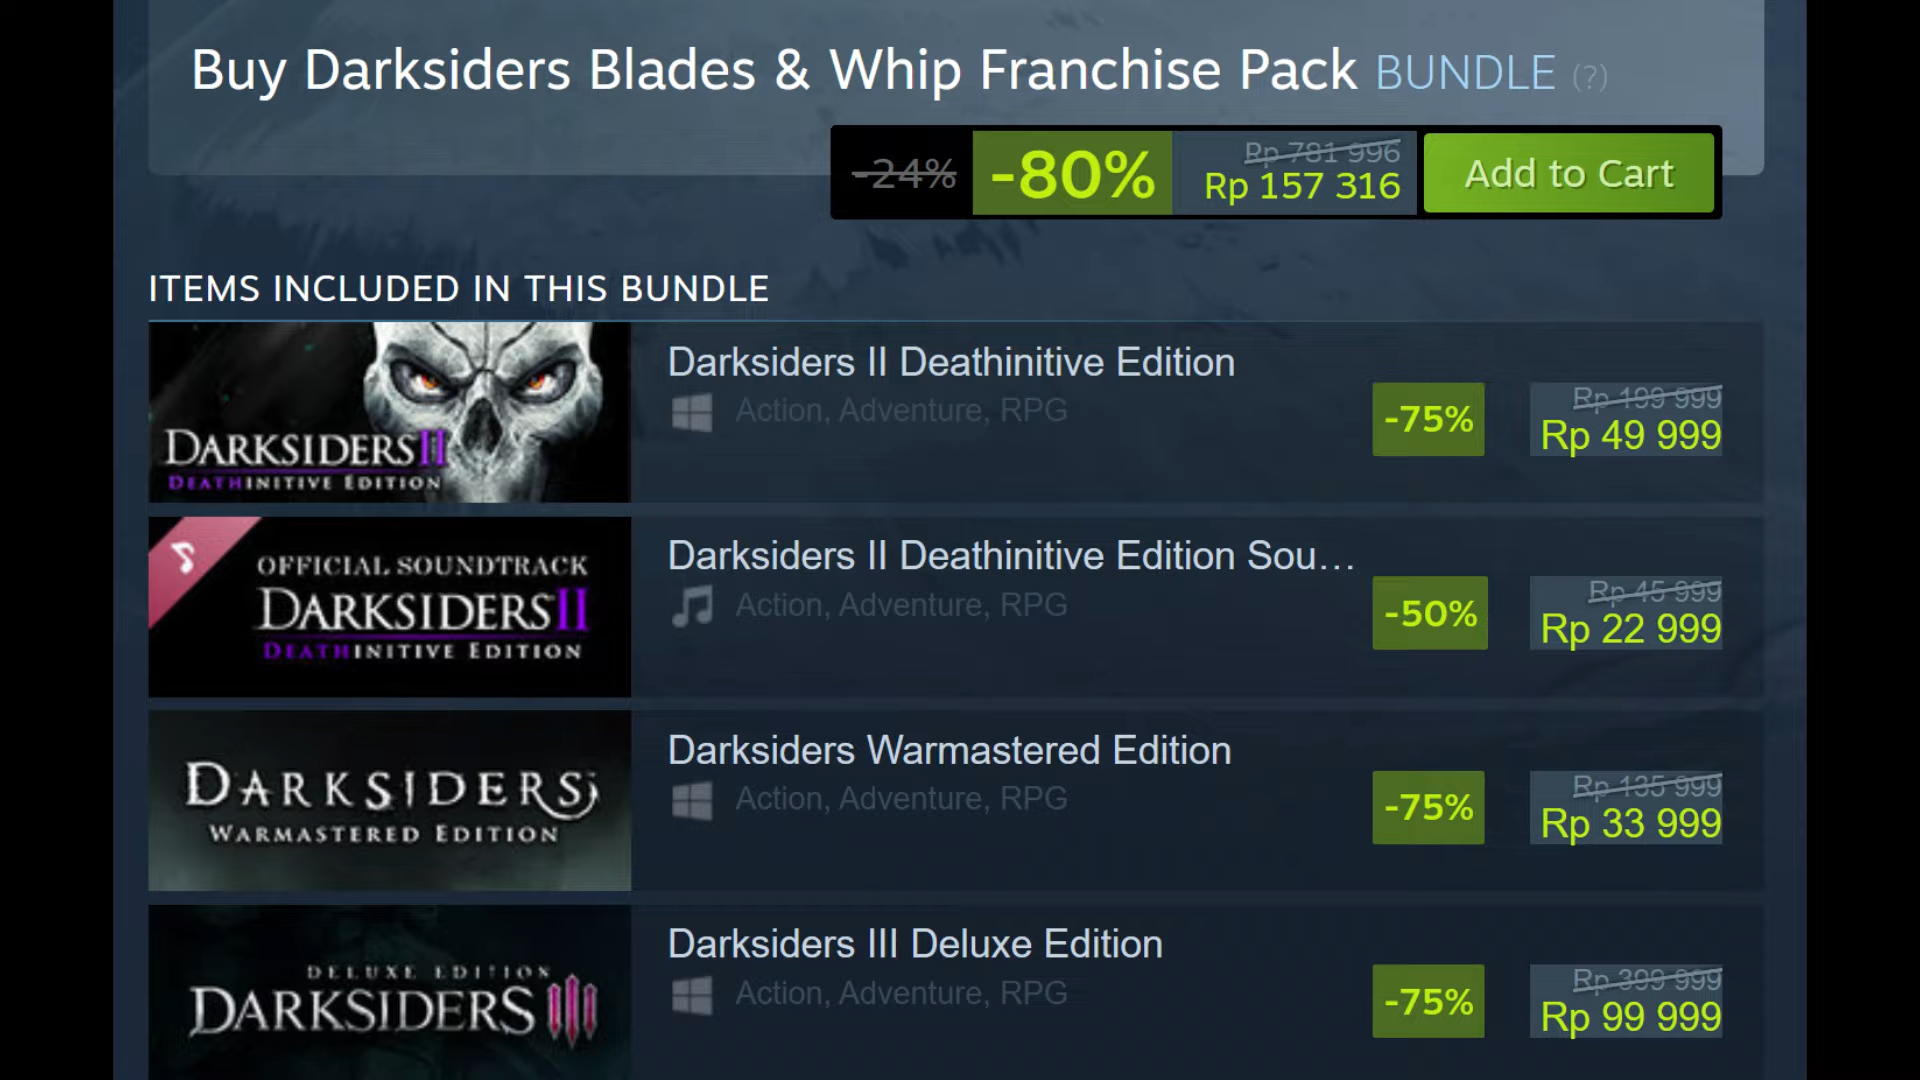 Buy Darksiders Blades & Whip Franchise Pack BUNDLE (?)
-24% -80% Rp 781 996 Rp 157 316 Add to Cart
ITEMS INCLUDED IN THIS BUNDLE
DARKSIDERS II
DEATHINITIVE EDITION
Darksiders II Deathinitive Edition
Action, Adventure, RPG
-75%
Rp 199 999
Rp 49 999
OFFICIAL SOUNDTRACK
DARKSIDERS II
DEATHINITIVE EDITION
Darksiders II Deathinitive Edition Sou...
Action, Adventure, RPG
-50%
Rp 45 999
Rp 22 999
DARKSIDERS
WARMASTERED EDITION
Darksiders Warmastered Edition
Action, Adventure, RPG
-75%
Rp 135 999
Rp 33 999
DELUXE EDITION
DARKSIDERS III
Darksiders III Deluxe Edition
Action, Adventure, RPG
-75%
Rp 399 999
Rp 99 999